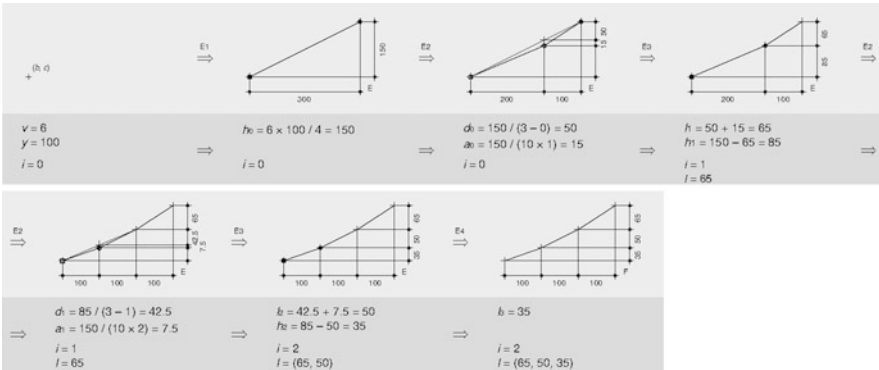 (b, c)
E1
⇒
150
E
300
E2
⇒
50
15
E
200 100
E3
⇒
65
85
E
200 100
E2
⇒
v = 6
y = 100
i = 0
⇒
h0 = 6 × 100 / 4 = 150
i = 0
⇒
d0 = 150 / (3 – 0) = 50
a0 = 150 / (10 × 1) = 15
i = 0
⇒
l1 = 50 + 15 = 65
h1 = 150 – 65 = 85
i = 1
l = 65
⇒
E2
⇒
65
42.5
7.5
E
100 100 100
E3
⇒
65
50
35
E
100 100 100
E4
⇒
65
50
35
F
100 100 100
⇒
d1 = 85 / (3 – 1) = 42.5
a1 = 150 / (10 × 2) = 7.5
i = 1
l = 65
⇒
l2 = 42.5 + 7.5 = 50
h2 = 85 – 50 = 35
i = 2
l = (65, 50)
⇒
l3 = 35
i = 2
l = (65, 50, 35)